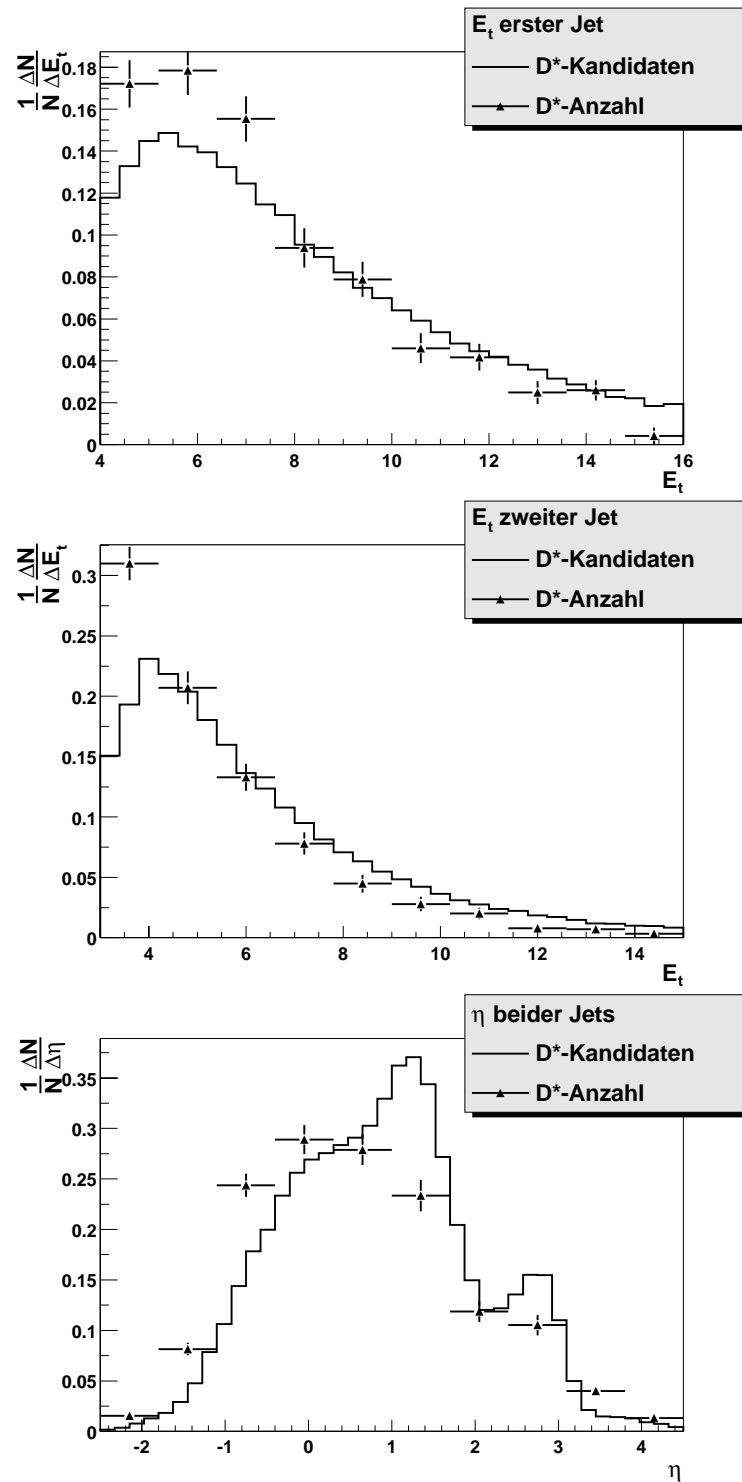 E_t erster Jet
D*-Kandidaten
D*-Anzahl
1/N ΔN/ΔE_t
0.18
0.16
0.14
0.12
0.1
0.08
0.06
0.04
0.02
0
4 6 8 10 12 14 16
E_t
E_t zweiter Jet
D*-Kandidaten
D*-Anzahl
1/N ΔN/ΔE_t
0.3
0.25
0.2
0.15
0.1
0.05
0
4 6 8 10 12 14
E_t
η beider Jets
D*-Kandidaten
D*-Anzahl
1/N ΔN/Δη
0.35
0.3
0.25
0.2
0.15
0.1
0.05
0
-2 -1 0 1 2 3 4
η